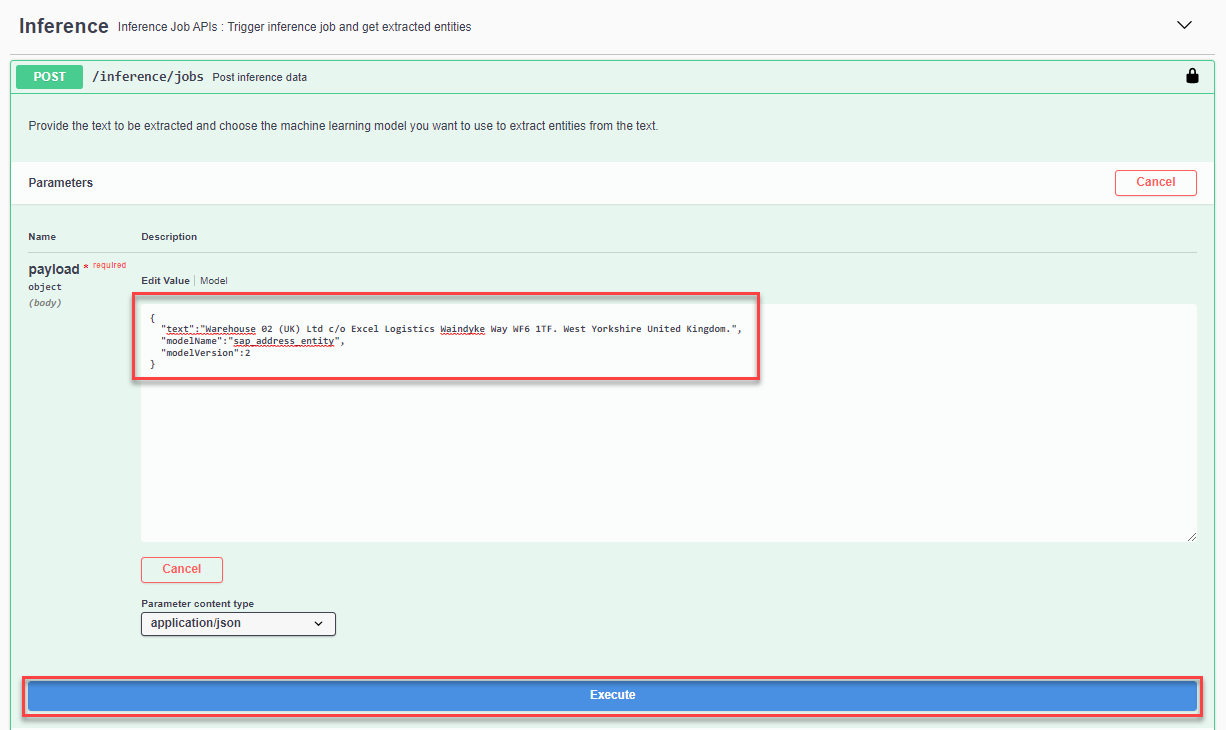 Inference Inference Job APIs : Trigger inference job and get extracted entities
POST /inference/jobs Post inference data
Provide the text to be extracted and choose the machine learning model you want to use to extract entities from the text.
Parameters Cancel
Name Description
payload * required
object
(body)
Edit Value Model
{
"text":"Warehouse 02 (UK) Ltd c/o Excel Logistics Waindyke Way WF6 1TF. West Yorkshire United Kingdom.",
"modelName":"sap_address_entity",
"modelVersion":2
}
Cancel
Parameter content type
application/json
Execute